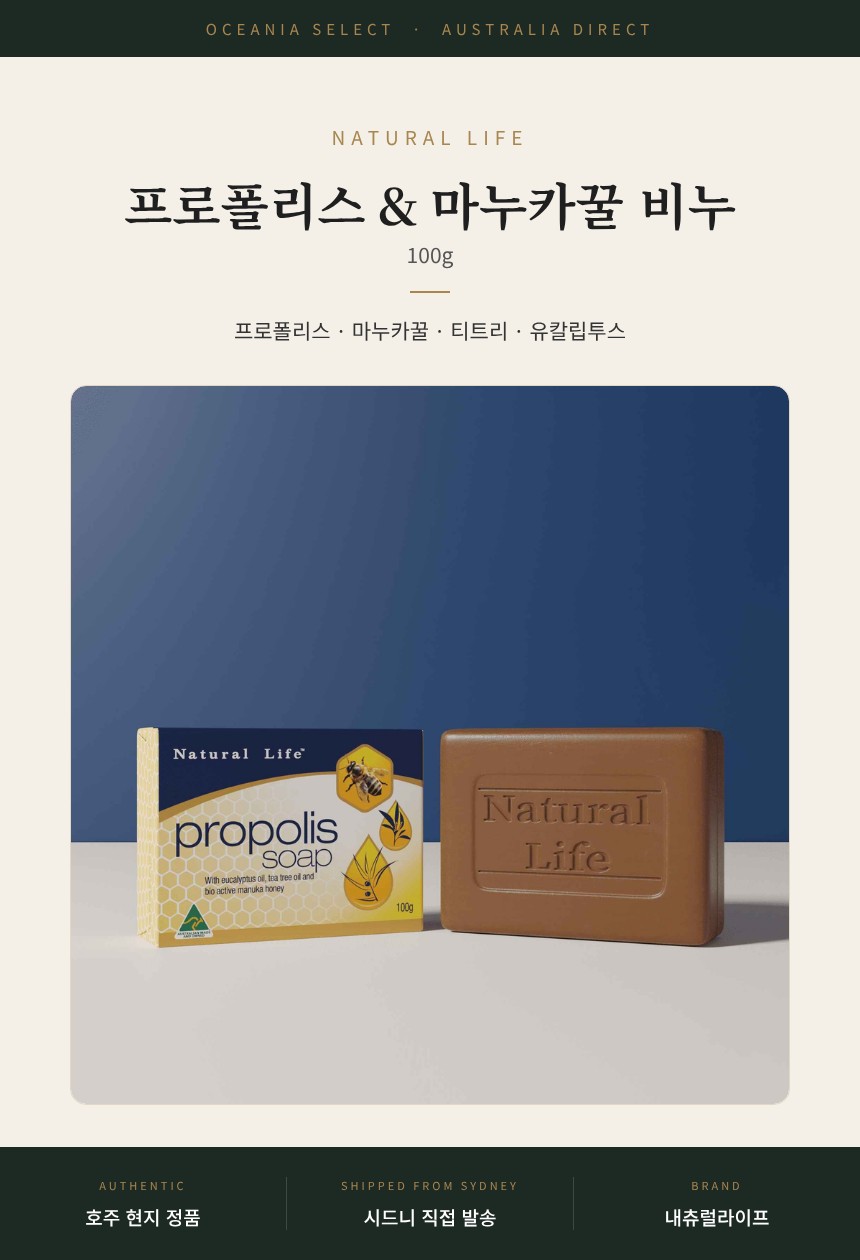 OCEANIA SELECT · AUSTRALIA DIRECT
NATURAL LIFE
프로폴리스 & 마누카꿀 비누
100g
프로폴리스 · 마누카꿀 · 티트리 · 유칼립투스
Natural Life™
propolis
soap
With eucalyptus oil, tea tree oil and
bio active manuka honey
100g
Natural
Life
AUTHENTIC
호주 현지 정품
SHIPPED FROM SYDNEY
시드니 직접 발송
BRAND
내츄럴라이프